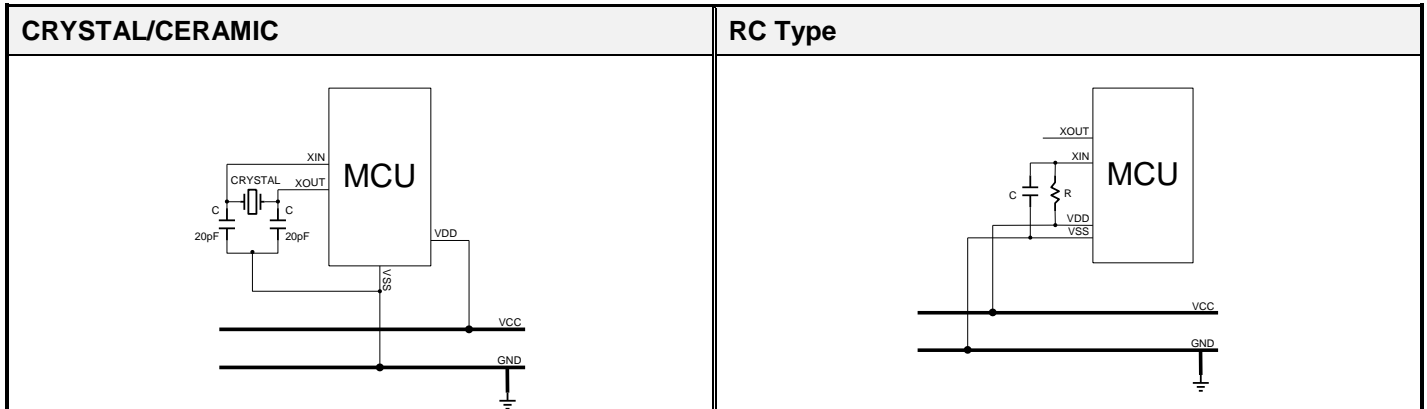 CRYSTAL/CERAMIC
RC Type
XIN
CRYSTAL
XOUT
MCU
C
C
20pF
20pF
VDD
VSS
VCC
GND
XOUT
XIN
MCU
C
R
VDD
VSS
VCC
GND